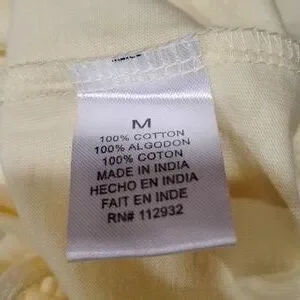 M
100% COTTON
100% ALGODON
100% COTON
MADE IN INDIA
HECHO EN INDIA
FAIT EN INDE
RN# 112932